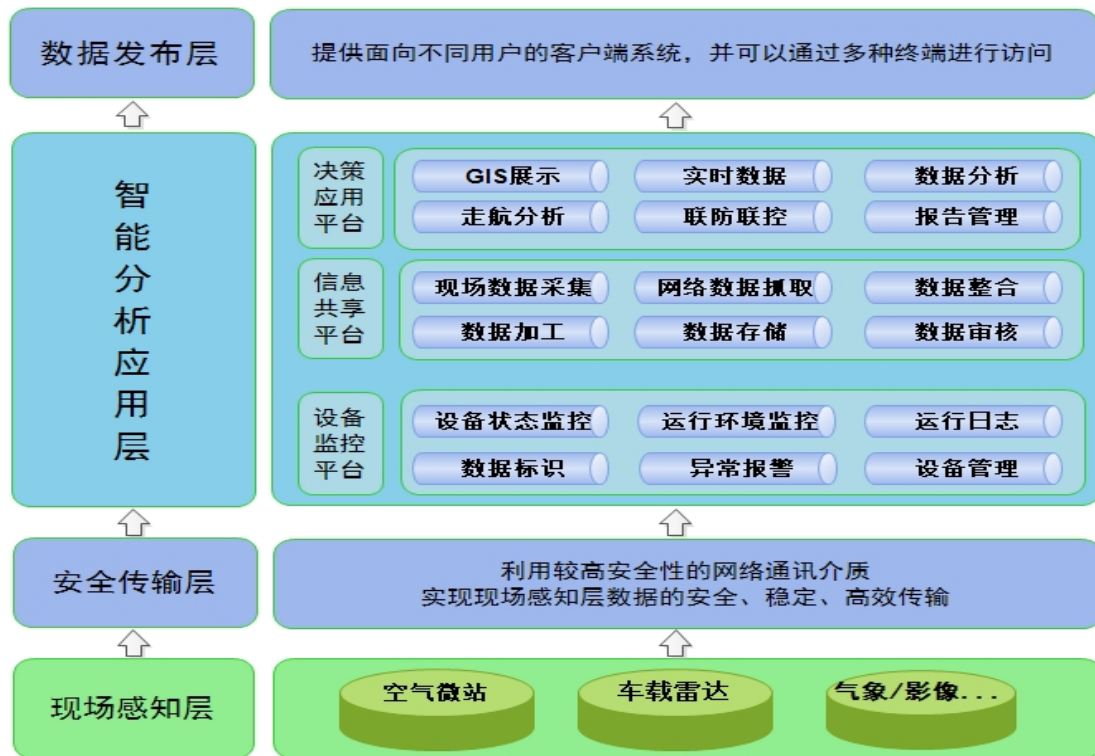 数据发布层
提供面向不同用户的客户端系统，并可以通过多种终端进行访问
智
能
分
析
应
用
层
决策
应用
平台
GIS展示
实时数据
数据分析
走航分析
联防联控
报告管理
信息
共享
平台
现场数据采集
网络数据抓取
数据整合
数据加工
数据存储
数据审核
设备
监控
平台
设备状态监控
运行环境监控
运行日志
数据标识
异常报警
设备管理
安全传输层
利用较高安全性的网络通讯介质
实现现场感知层数据的安全、稳定、高效传输
现场感知层
空气微站
车载雷达
气象/影像...